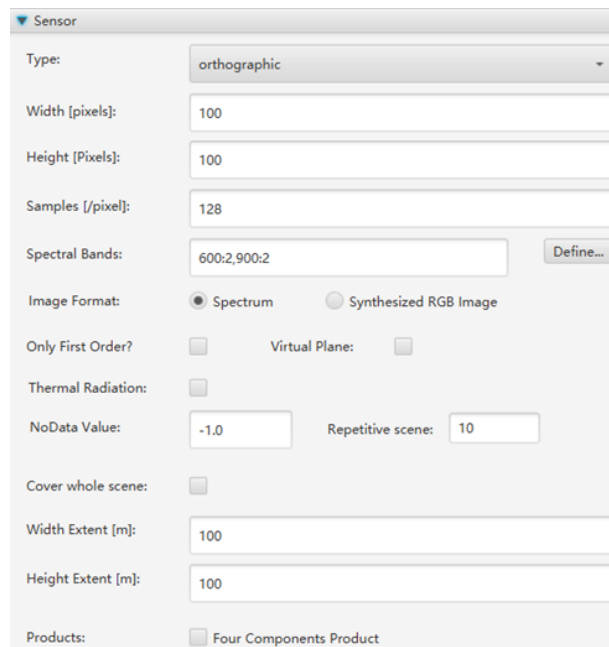 Sensor
Type: orthographic
Width [pixels]: 100
Height [Pixels]: 100
Samples [/pixel]: 128
Spectral Bands: 600:2,900:2 Define...
Image Format: Spectrum Synthesized RGB Image
Only First Order? Virtual Plane:
Thermal Radiation:
NoData Value: -1.0 Repetitive scene: 10
Cover whole scene:
Width Extent [m]: 100
Height Extent [m]: 100
Products: Four Components Product